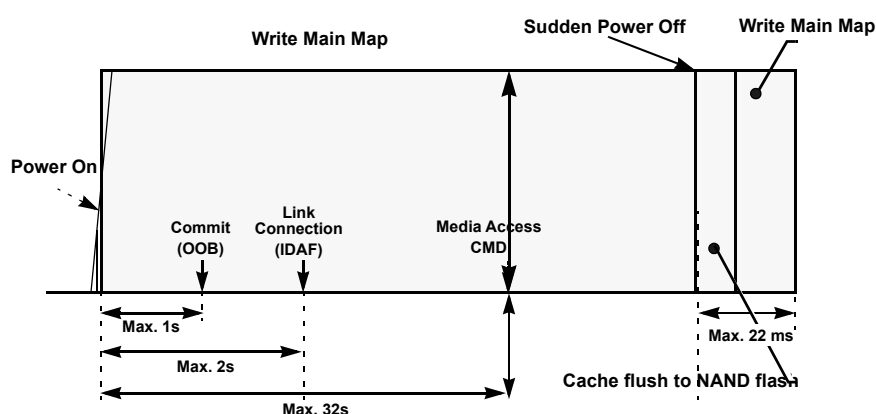 Write Main Map
Sudden Power Off
Write Main Map
Power On
Commit
(OOB)
Link
Connection
(IDAF)
Media Access
CMD
Max. 1s
Max. 2s
Max. 32s
Max. 22 ms
Cache flush to NAND flash